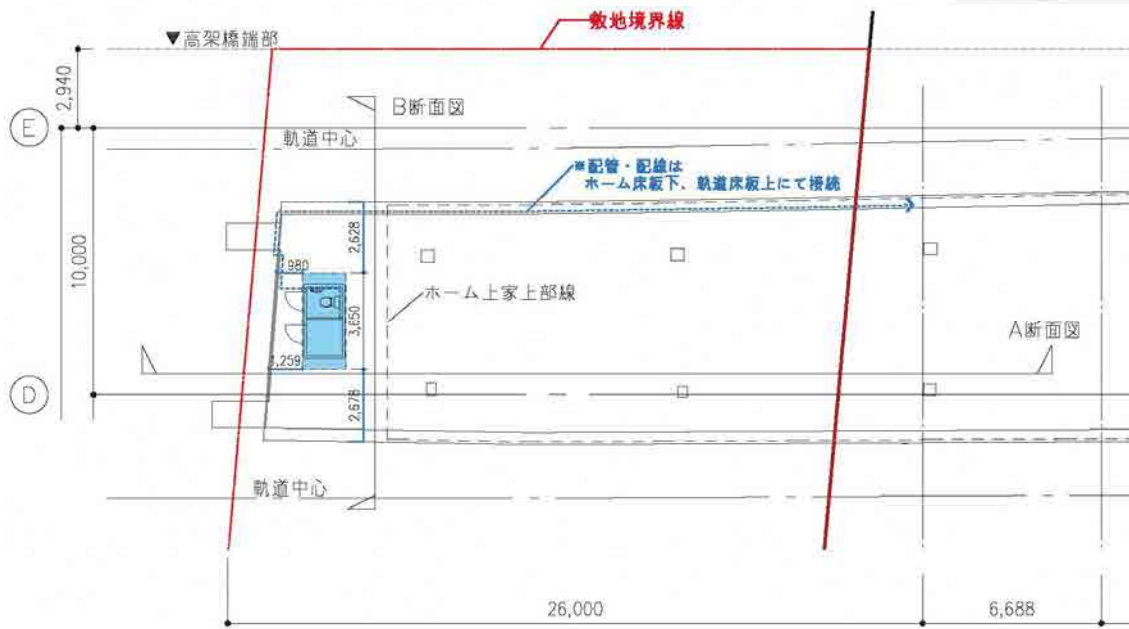 敷地境界線
▼高架橋端部
2,940
B断面図
E
軌道中心
※配管・配線は
ホーム床板下、軌道床板上にて接続
10,000
2,628
980
ホーム上家上部線
3,650
A断面図
1,259
D
2,678
軌道中心
26,000
6,688